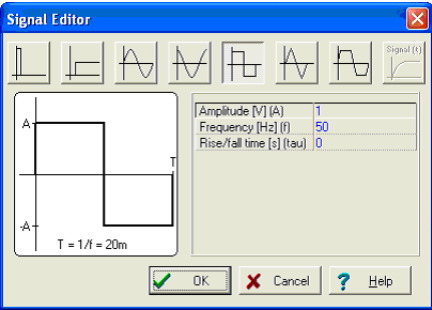 Signal Editor
Signal (t)
A
T
-A
T = 1/f = 20m
Amplitude [V] (A) 1
Frequency [Hz] (f) 50
Rise/fall time [s] (tau) 0
OK
Cancel
? Help